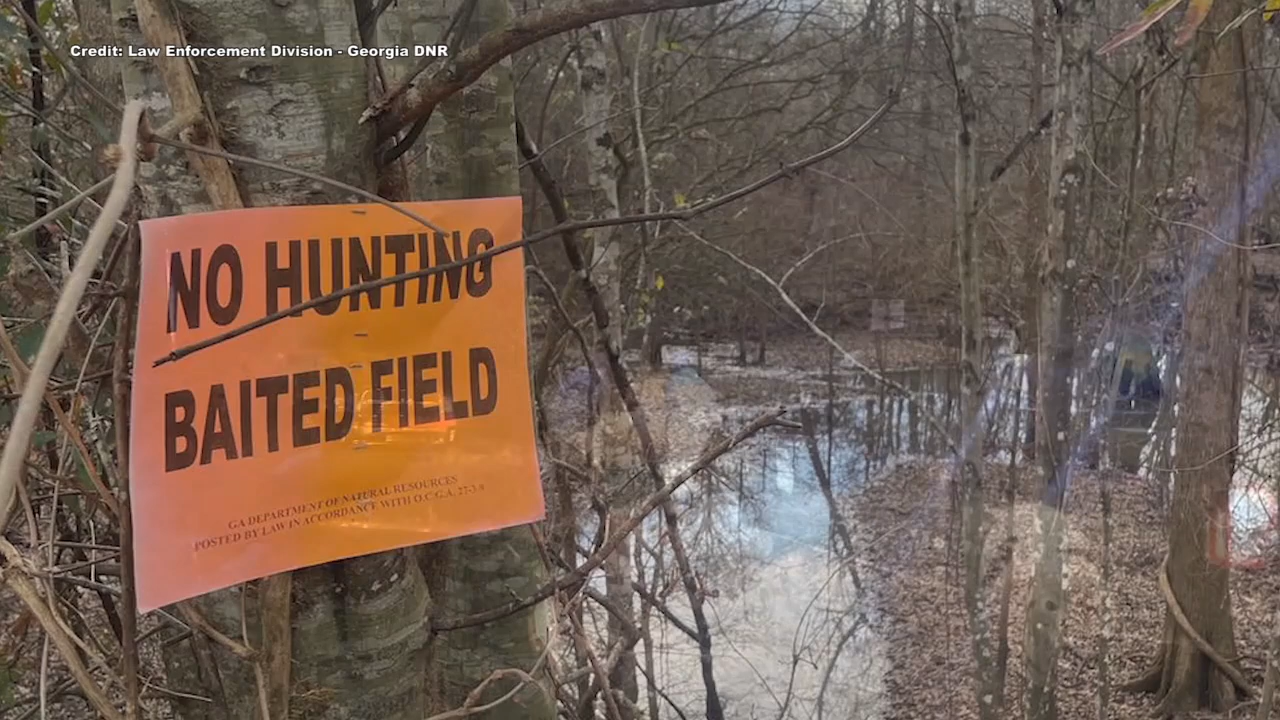 Credit: Law Enforcement Division - Georgia DNR
NO HUNTING
BAITED FIELD
GA DEPARTMENT OF NATURAL RESOURCES
POSTED BY LAW IN ACCORDANCE WITH O.C.G.A. 27-3-9